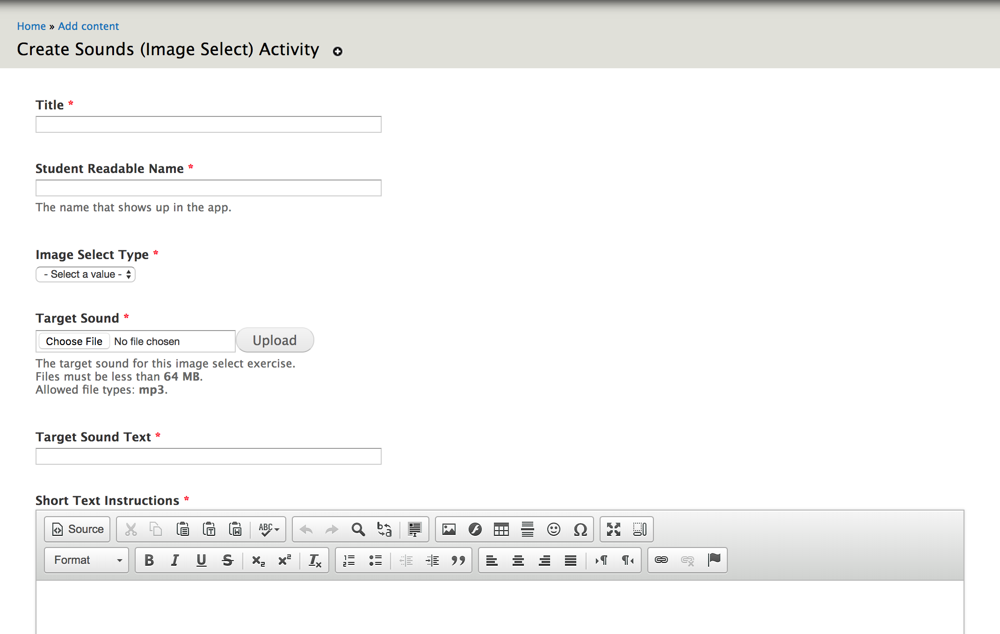 Home » Add content
Create Sounds (Image Select) Activity
Title *
Student Readable Name *
The name that shows up in the app.
Image Select Type *
- Select a value -
Target Sound *
Choose File No file chosen Upload
The target sound for this image select exercise.
Files must be less than 64 MB.
Allowed file types: mp3.
Target Sound Text *
Short Text Instructions *
Source ABC
Format B I U S x₂ x² Tx